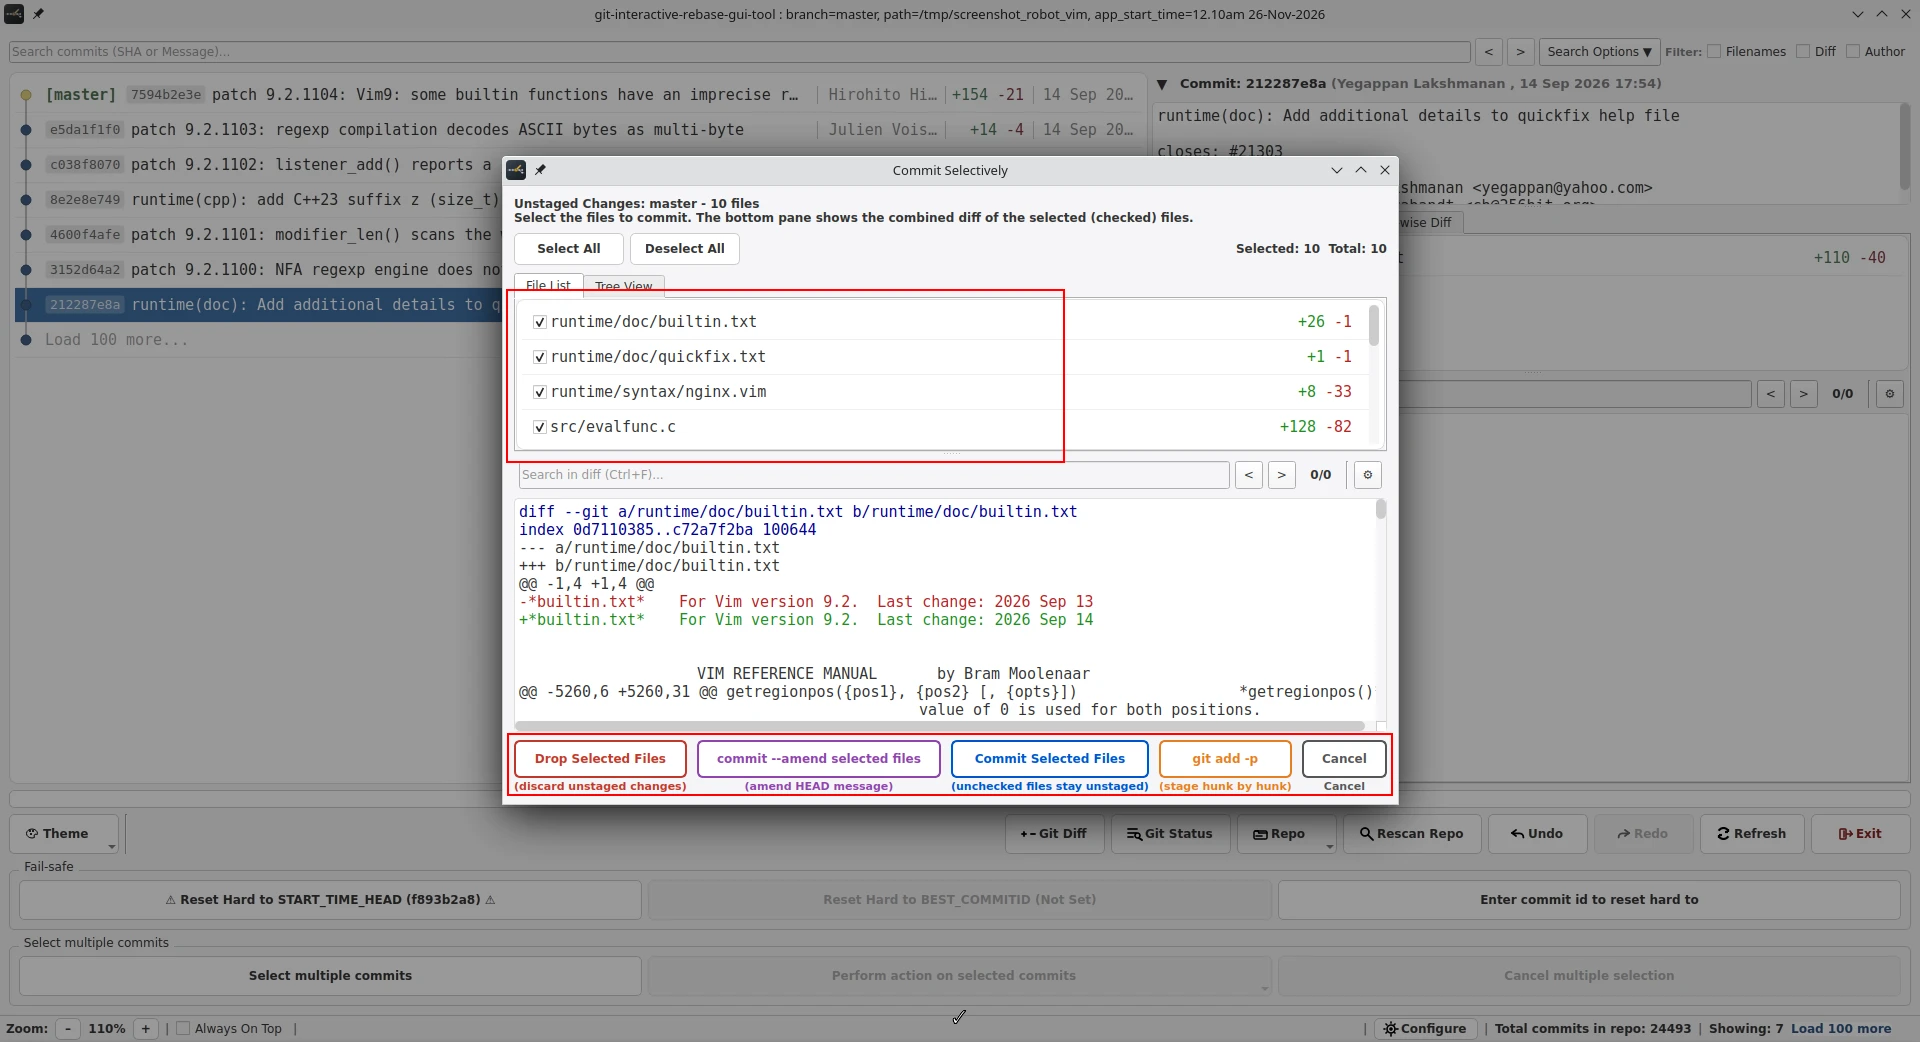 git-interactive-rebase-gui-tool : branch=master, path=/tmp/screenshot_robot_vim, app_start_time=12.10am 26-Nov-2026
Search commits (SHA or Message)...
< > Search Options ▼ Filter: Filenames Diff Author
[master] 7594b2e3e patch 9.2.1104: Vim9: some builtin functions have an imprecise r… Hirohito Hi… +154 -21 14 Sep 20…
e5da1f1f0 patch 9.2.1103: regexp compilation decodes ASCII bytes as multi-byte Julien Vois… +14 -4 14 Sep 20…
c038f8070 patch 9.2.1102: listener_add() reports a
8e2e8e749 runtime(cpp): add C++23 suffix z (size_t)
4600f4afe patch 9.2.1101: modifier_len() scans the
3152d64a2 patch 9.2.1100: NFA regexp engine does no
212287e8a runtime(doc): Add additional details to q
Load 100 more...
▼ Commit: 212287e8a (Yegappan Lakshmanan , 14 Sep 2026 17:54)
runtime(doc): Add additional details to quickfix help file
closes: #21303
shmanan <yegappan@yahoo.com>
wise Diff
+110 -40
< > 0/0
Commit Selectively
Unstaged Changes: master - 10 files
Select the files to commit. The bottom pane shows the combined diff of the selected (checked) files.
Select All Deselect All Selected: 10 Total: 10
File List Tree View
runtime/doc/builtin.txt +26 -1
runtime/doc/quickfix.txt +1 -1
runtime/syntax/nginx.vim +8 -33
src/evalfunc.c +128 -82
Search in diff (Ctrl+F)... < > 0/0
diff --git a/runtime/doc/builtin.txt b/runtime/doc/builtin.txt
index 0d7110385..c72a7f2ba 100644
--- a/runtime/doc/builtin.txt
+++ b/runtime/doc/builtin.txt
@@ -1,4 +1,4 @@
-*builtin.txt* For Vim version 9.2. Last change: 2026 Sep 13
+*builtin.txt* For Vim version 9.2. Last change: 2026 Sep 14
VIM REFERENCE MANUAL by Bram Moolenaar
@@ -5260,6 +5260,31 @@ getregionpos({pos1}, {pos2} [, {opts}]) *getregionpos()
value of 0 is used for both positions.
Drop Selected Files commit --amend selected files Commit Selected Files git add -p Cancel
(discard unstaged changes) (amend HEAD message) (unchecked files stay unstaged) (stage hunk by hunk) Cancel
Theme Git Diff Git Status Repo Rescan Repo Undo Redo Refresh Exit
Fail-safe
⚠ Reset Hard to START_TIME_HEAD (f893b2a8) ⚠ Reset Hard to BEST_COMMITID (Not Set) Enter commit id to reset hard to
Select multiple commits
Select multiple commits Perform action on selected commits Cancel multiple selection
Zoom: - 110% + | Always On Top | | Configure | Total commits in repo: 24493 | Showing: 7 Load 100 more